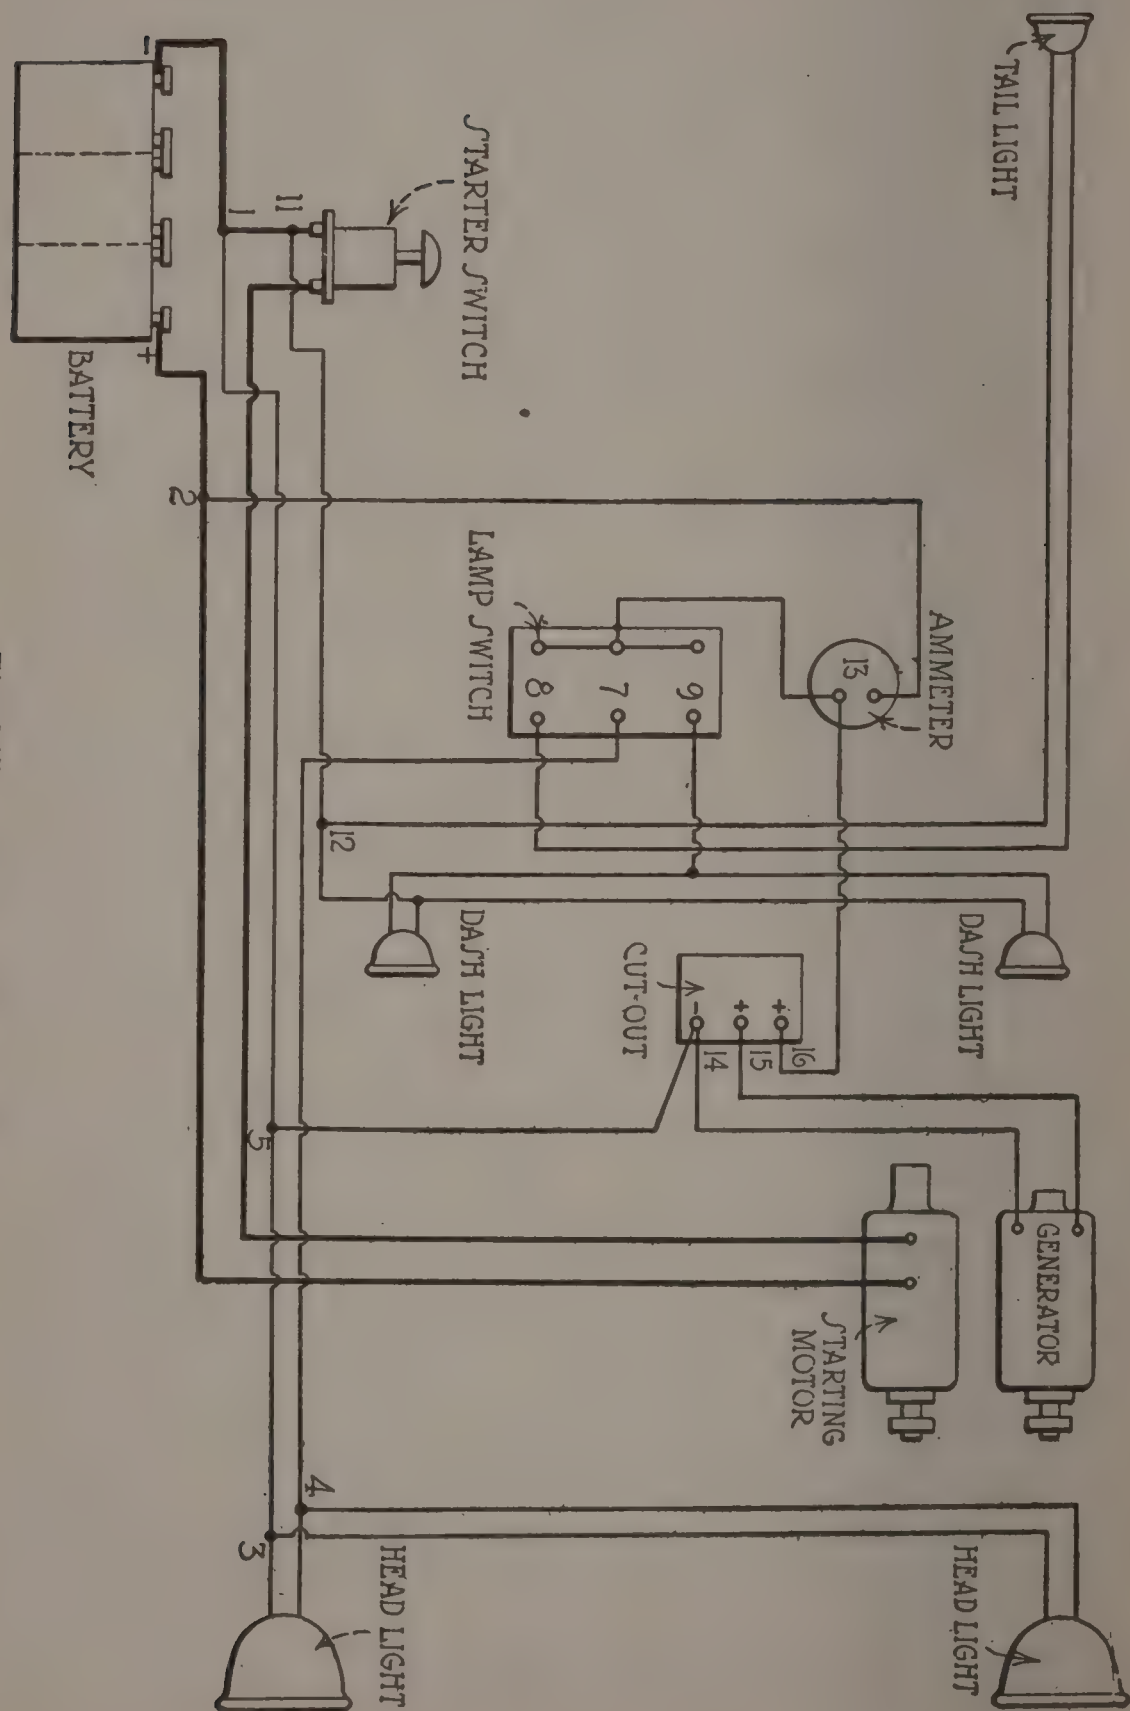 TAIL LIGHT
DASH LIGHT
HEAD LIGHT
GENERATOR
AMMETER
13
STARTING
MOTOR
+ 16
+ 15
- 14
CUT-OUT
9
7
8
LAMP SWITCH
STARTER SWITCH
DASH LIGHT
HEAD LIGHT
12
4
11
1
5
3
2
-
+
BATTERY